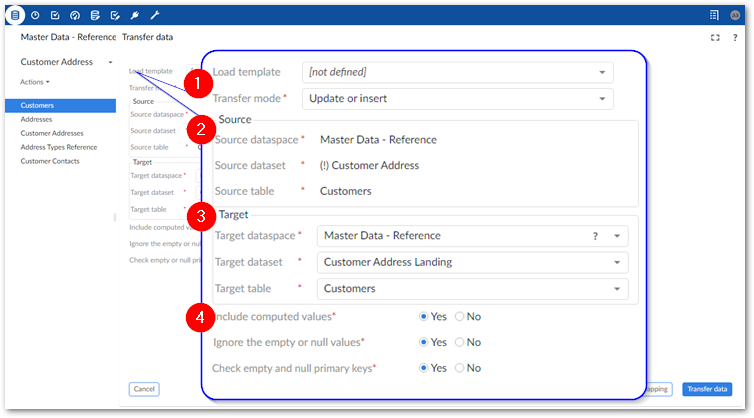 A3
Master Data - Reference Transfer data ?
Customer Address
Actions
Customers
Addresses
Customer Addresses
Address Types Reference
Customer Contacts
Load template
Transfer
Source
Source dataspace *
Source dataset *
Source table *
Target
Target dataspace *
Target dataset *
Target table *
Include computed valu
Ignore the empty or nu
Check empty or null prim
Cancel
apping
Transfer data
1
Load template [not defined]
Transfer mode * Update or insert
2
Source
Source dataspace * Master Data - Reference
Source dataset * (!) Customer Address
Source table * Customers
3
Target
Target dataspace * Master Data - Reference ?
Target dataset * Customer Address Landing
Target table * Customers
4
Include computed values* Yes No
Ignore the empty or null values* Yes No
Check empty and null primary keys* Yes No